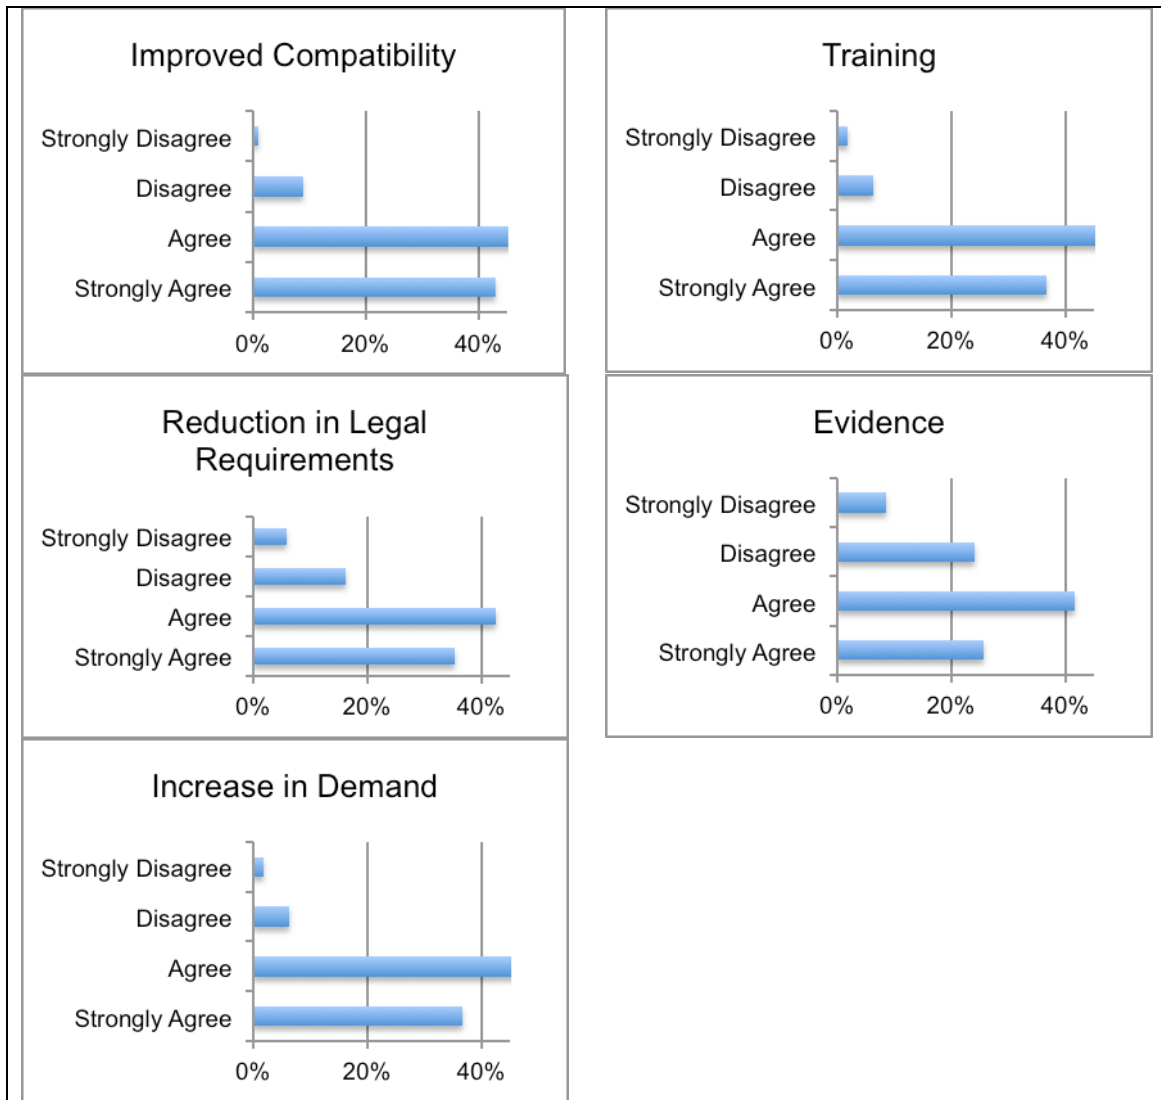 Improved Compatibility
Strongly Disagree
Disagree
Agree
Strongly Agree
0% 20% 40%
Training
Strongly Disagree
Disagree
Agree
Strongly Agree
0% 20% 40%
Reduction in Legal
Requirements
Strongly Disagree
Disagree
Agree
Strongly Agree
0% 20% 40%
Evidence
Strongly Disagree
Disagree
Agree
Strongly Agree
0% 20% 40%
Increase in Demand
Strongly Disagree
Disagree
Agree
Strongly Agree
0% 20% 40%